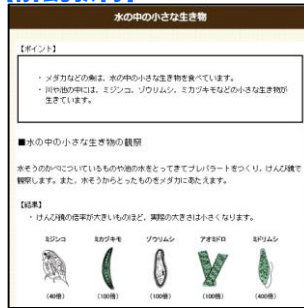 水の中の小さな生き物
【ポイント】
・メダカなどの魚は、水の中の小さな生き物を食べています。
・川や池の中には、ミジンコ、ゾウリムシ、ミカヅキモなどの小さな生き物が
生きています。
■水の中の小さな生き物の観察
水そうのかべについているものや池の水をとってきてプレパラートをつくり、けんび鏡で
観察します。また、水そうからとったものをメダカにあたえます。
【結果】
・けんび鏡の倍率が大きいものほど、実際の大きさは小さくなります。
ミジンコ ミカヅキモ ゾウリムシ アオミドロ ミドリムシ
(40倍) (100倍) (100倍) (100倍) (400倍)